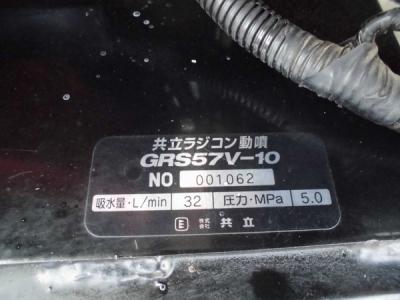 共立ラジコン動噴
GRS57V-10
NO 001062
吸水量・L/min 32 圧力・MPa 5.0
E 株式会社 共立